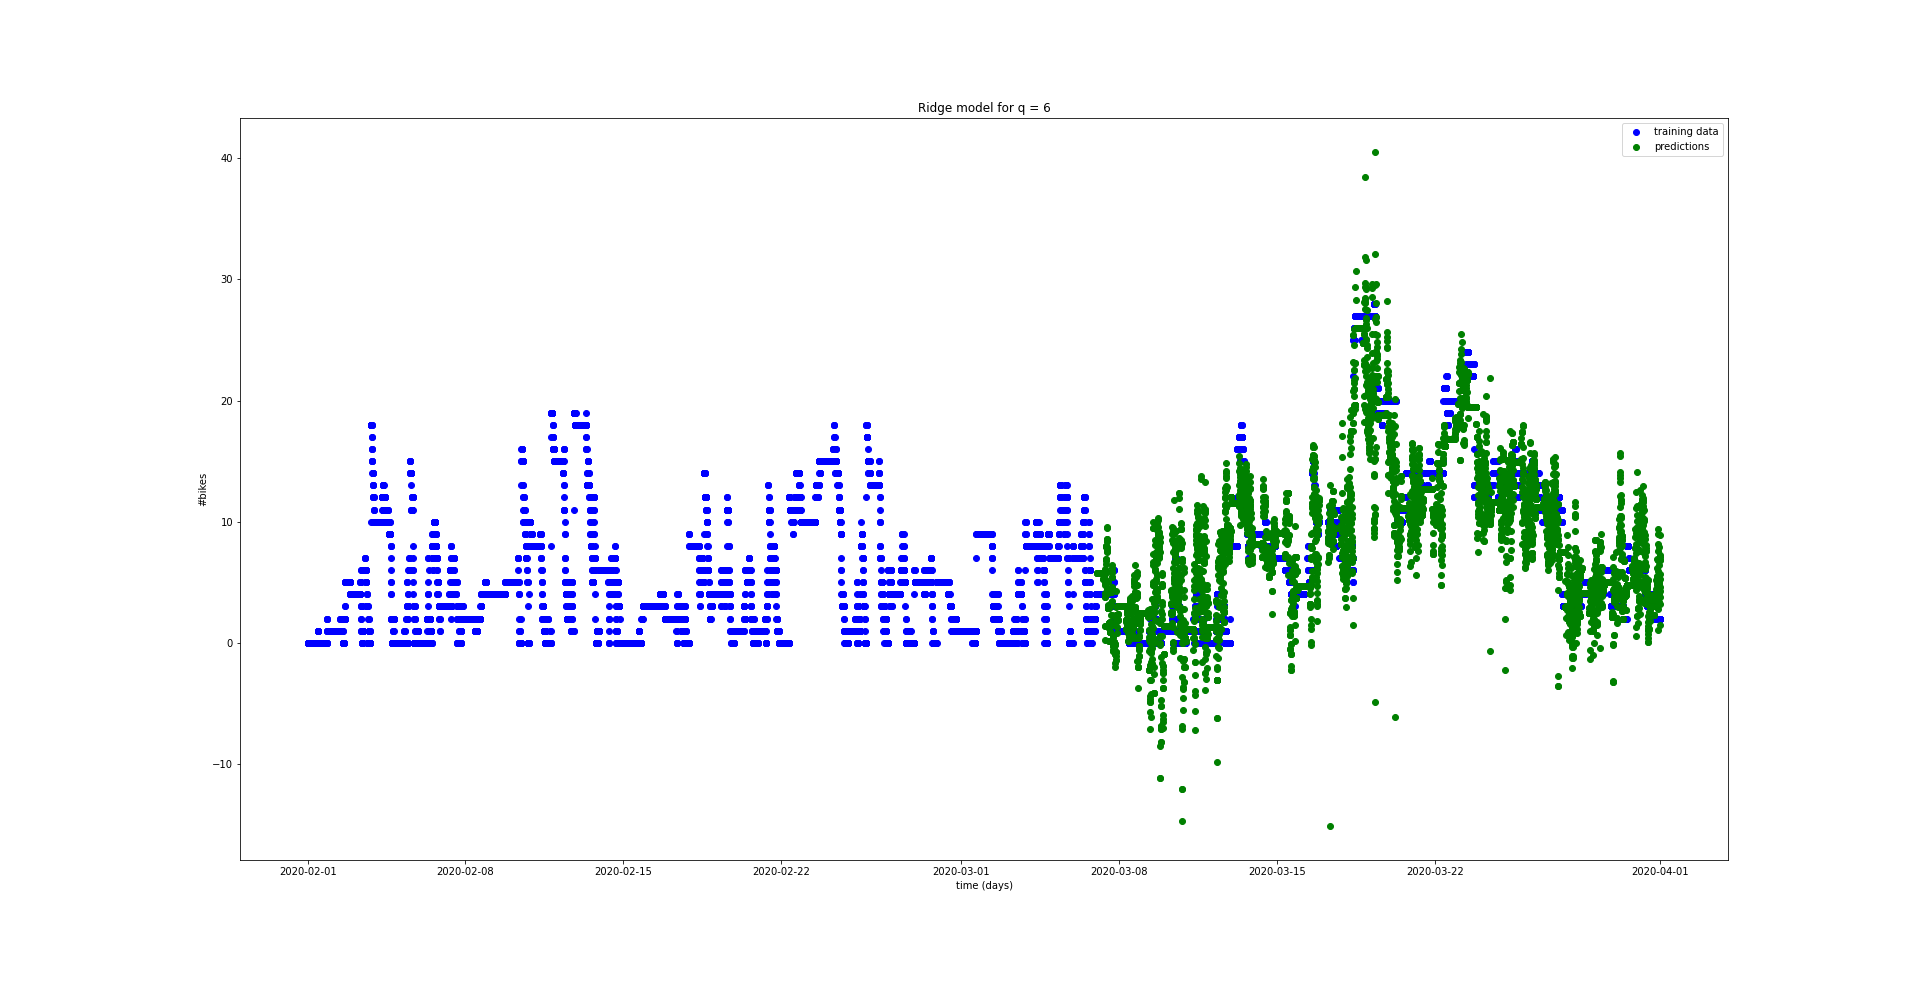 Ridge model for q = 6
training data
predictions
40
30
20
10
0
−10
#bikes
2020-02-01 2020-02-08 2020-02-15 2020-02-22 2020-03-01 2020-03-08 2020-03-15 2020-03-22 2020-04-01
time (days)